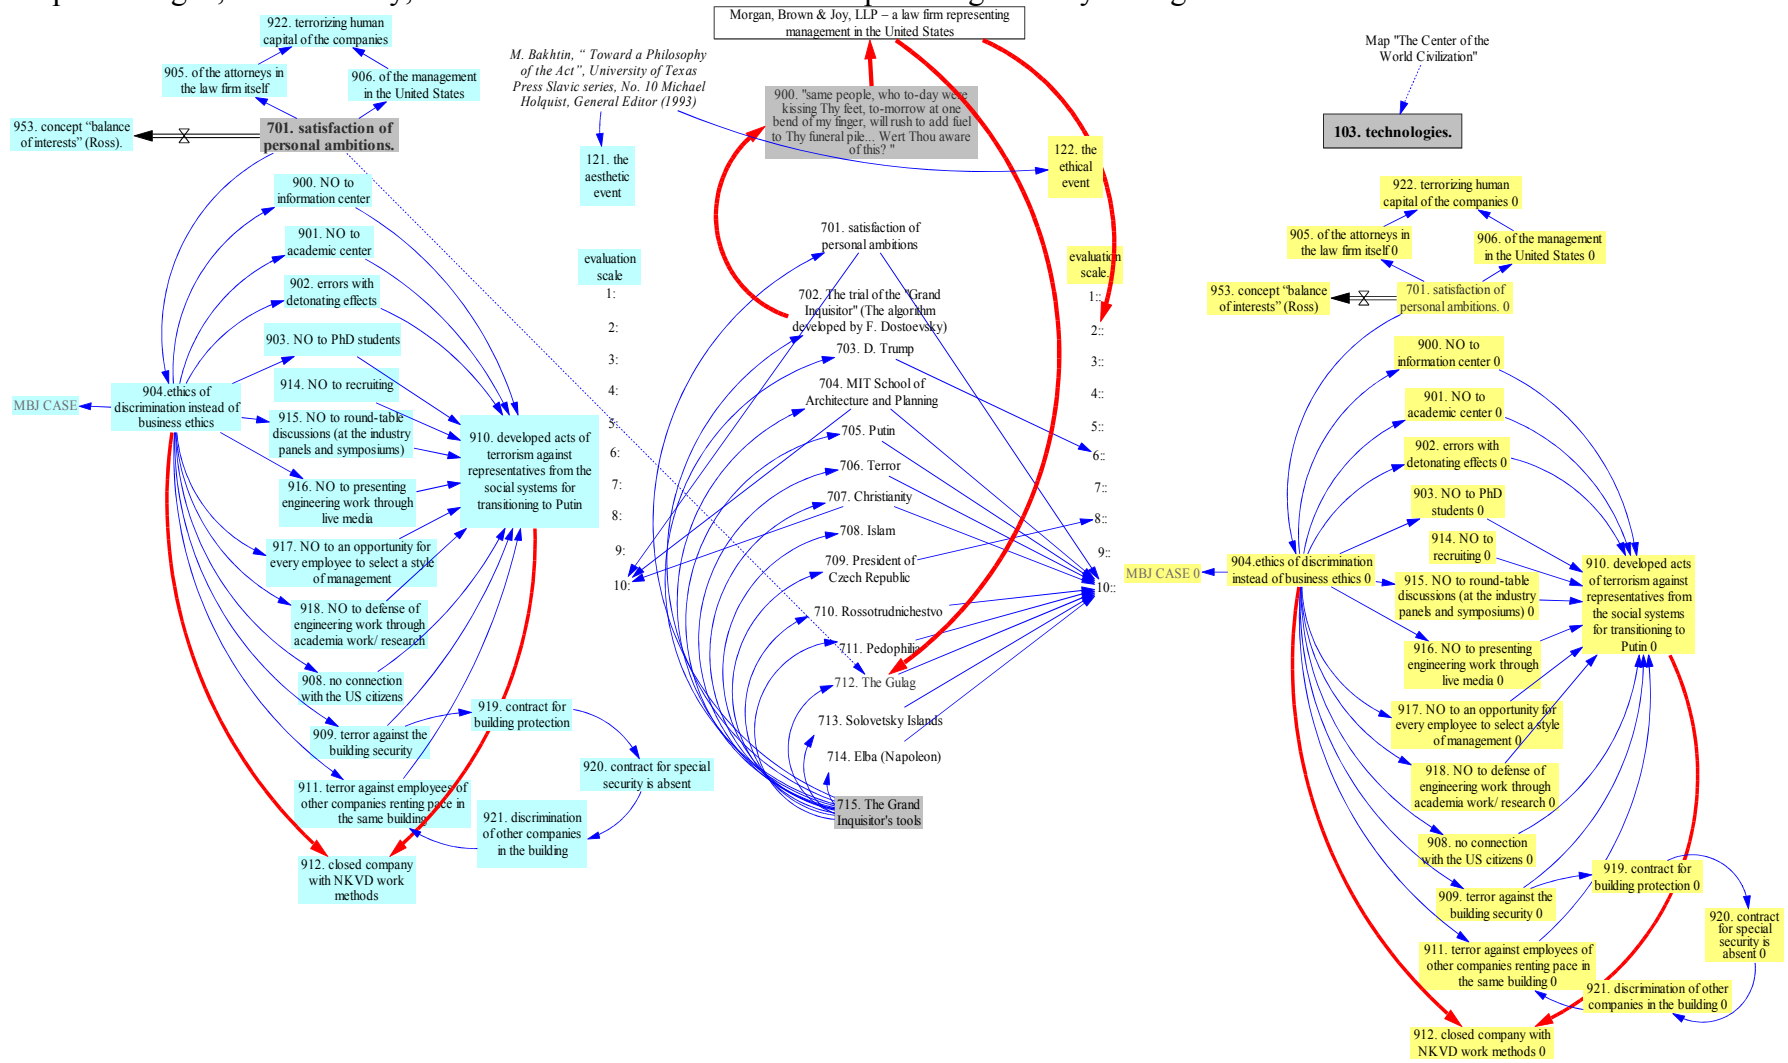 Morgan, Brown & Joy, LLP – a law firm representing
management in the United States
922. terrorizing human
capital of the companies
905. of the attorneys in
the law firm itself
906. of the management
in the United States
953. concept “balance
of interests” (Ross).
701. satisfaction of
personal ambitions.
900. NO to
information center
901. NO to
academic center
902. errors with
detonating effects
903. NO to PhD students
914. NO to recruiting
MBJ CASE
904.ethics of
discrimination instead of
business ethics
915. NO to round-table
discussions (at the industry
panels and symposiums)
916. NO to presenting
engineering work through
live media
917. NO to an opportunity for
every employee to select a style
of management
918. NO to defense of
engineering work through
academia work/ research
908. no connection
with the US citizens
909. terror against the
building security
911. terror against employees of
other companies renting pace in
the same building
912. closed company
with NKVD work
methods
910. developed acts of
terrorism against
representatives from the
social systems for
transitioning to Putin
919. contract for
building protection
920. contract for special
security is absent
921. discrimination
of other companies
in the building
M. Bakhtin, “ Toward a Philosophy
of the Act”, University of Texas
Press Slavic series, No. 10 Michael
Holquist, General Editor (1993)
900. "same people, who to-day were
kissing Thy feet, to-morrow at one
bend of my finger, will rush to add fuel
to Thy funeral pile... Wert Thou aware
of this? "
121. the
aesthetic
event
122. the
ethical
event
evaluation
scale
1:
2:
3:
4:
5:
6:
7:
8:
9:
10:
701. satisfaction of
personal ambitions
702. The trial of the "Grand
Inquisitor" (The algorithm
developed by F. Dostoevsky)
703. D. Trump
704. MIT School of
Architecture and Planning
705. Putin
706. Terror
707. Christianity
708. Islam
709. President of
Czech Republic
710. Rossotrudnichestvo
711. Pedophilia
712. The Gulag
713. Solovetsky Islands
714. Elba (Napoleon)
715. The Grand
Inquisitor's tools
evaluation
scale.
1::
2::
3::
4::
5::
6::
7::
8::
9::
10::
Map "The Center of the
World Civilization"
103. technologies.
922. terrorizing human
capital of the companies 0
905. of the attorneys in
the law firm itself 0
906. of the management
in the United States 0
953. concept “balance
of interests” (Ross)
701. satisfaction of
personal ambitions. 0
900. NO to
information center 0
901. NO to
academic center 0
902. errors with
detonating effects 0
903. NO to PhD
students 0
914. NO to
recruiting 0
MBJ CASE 0
904.ethics of discrimination
instead of business ethics 0
915. NO to round-table
discussions (at the industry
panels and symposiums) 0
916. NO to presenting
engineering work through
live media 0
917. NO to an opportunity for
every employee to select a style
of management 0
918. NO to defense of
engineering work through
academia work/ research 0
908. no connection
with the US citizens 0
909. terror against the
building security 0
911. terror against employees of
other companies renting pace in
the same building 0
912. closed company with
NKVD work methods 0
910. developed acts
of terrorism against
representatives from
the social systems
for transitioning to
Putin 0
919. contract for
building protection 0
920. contract
for special
security is
absent 0
921. discrimination of other
companies in the building 0